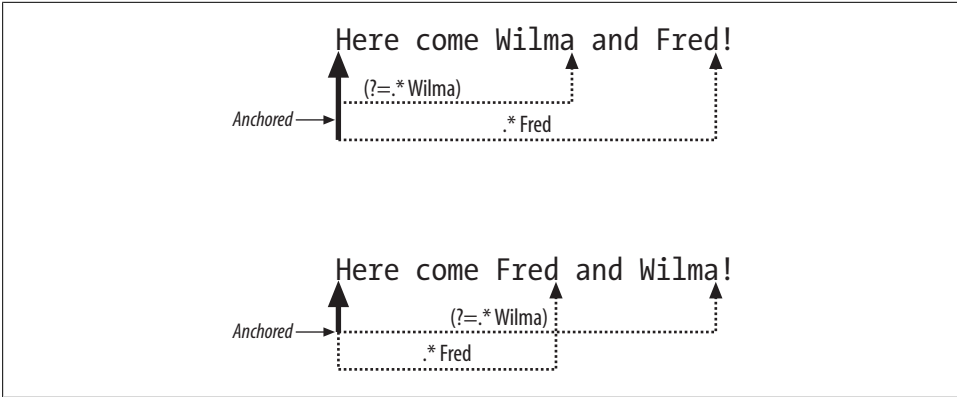 Here come Wilma and Fred!
(?=.* Wilma)
Anchored
.* Fred
Here come Fred and Wilma!
(?=.* Wilma)
Anchored
.* Fred